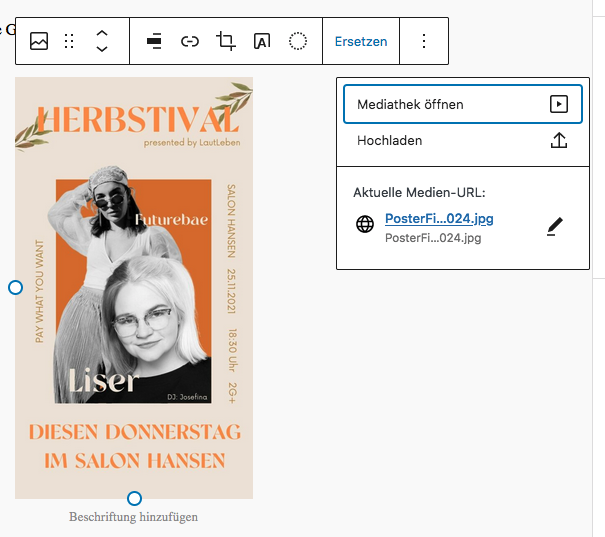 e G
Ersetzen
Mediathek öffnen
Hochladen
Aktuelle Medien-URL:
PosterFi...024.jpg
PosterFi...024.jpg
HERBSTIVAL
presented by LautLeben
Futurebae
SALON HANSEN 25.11.2021 18:30 Uhr 2G+
PAY WHAT YOU WANT
Liser
DJ: Josefina
DIESEN DONNERSTAG
IM SALON HANSEN
Beschriftung hinzufügen